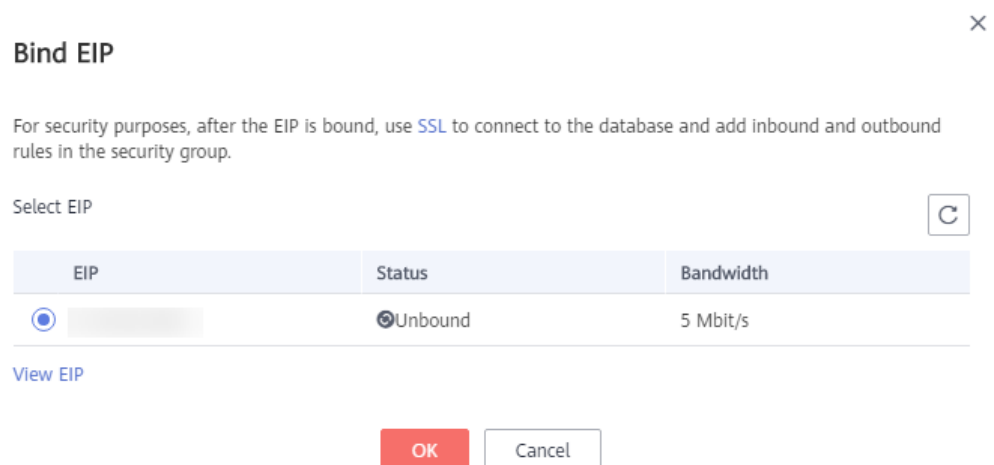 Bind EIP
For security purposes, after the EIP is bound, use SSL to connect to the database and add inbound and outbound
rules in the security group.
Select EIP
EIP Status Bandwidth
Unbound 5 Mbit/s
View EIP
OK Cancel